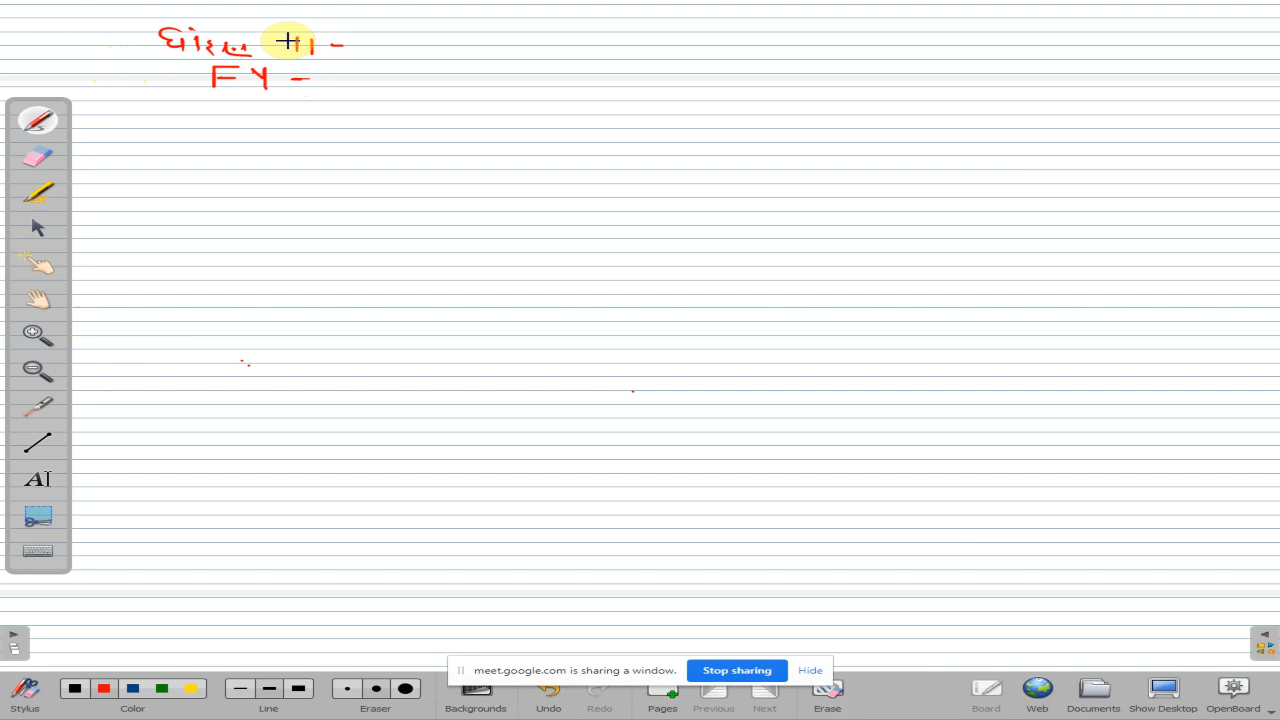 ધોરણ 11 -
FY -
meet.google.com is sharing a window.
Stop sharing
Hide
Stylus
Color
Line
Eraser
Backgrounds
Undo
Redo
Pages
Previous
Next
Erase
Board
Web
Documents
Show Desktop
OpenBoard